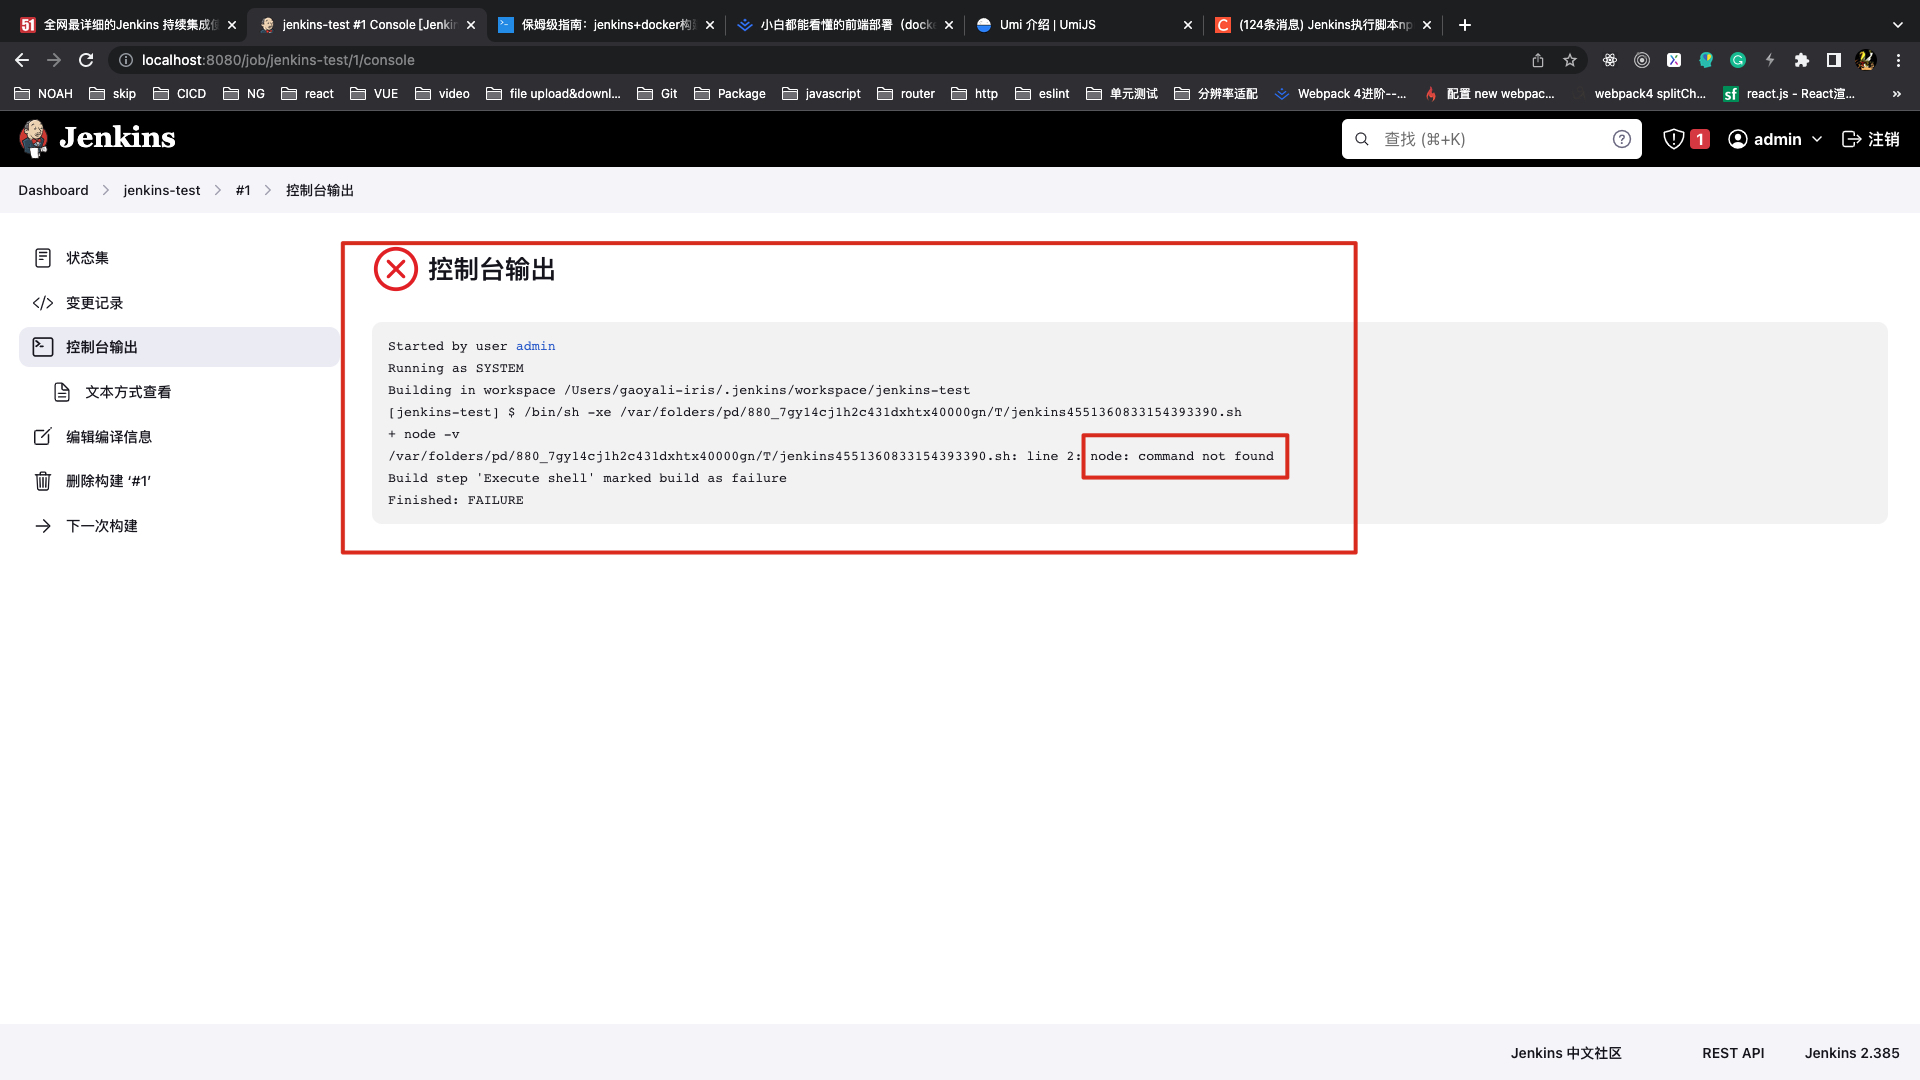 全网最详细的Jenkins 持续集成
jenkins-test #1 Console [Jenki
保姆级指南：jenkins+docker构
小白都能看懂的前端部署（dock
Umi 介绍 | UmiJS
(124条消息) Jenkins执行脚本np
localhost:8080/job/jenkins-test/1/console
NOAH skip CICD NG react VUE video file upload&downl... Git Package javascript router http eslint 单元测试 分辨率适配 Webpack 4进阶--... 配置 new webpac... webpack4 splitCh... sf react.js - React渲... »
Jenkins
查找 (⌘+K)
1
admin
注销
Dashboard > jenkins-test > #1 > 控制台输出
状态集
变更记录
控制台输出
文本方式查看
编辑编译信息
删除构建 ‘#1’
下一次构建
控制台输出
Started by user admin
Running as SYSTEM
Building in workspace /Users/gaoyali-iris/.jenkins/workspace/jenkins-test
[jenkins-test] $ /bin/sh -xe /var/folders/pd/880_7gy14cj1h2c431dxhtx40000gn/T/jenkins4551360833154393390.sh
+ node -v
/var/folders/pd/880_7gy14cj1h2c431dxhtx40000gn/T/jenkins4551360833154393390.sh: line 2: node: command not found
Build step 'Execute shell' marked build as failure
Finished: FAILURE
Jenkins 中文社区
REST API
Jenkins 2.385